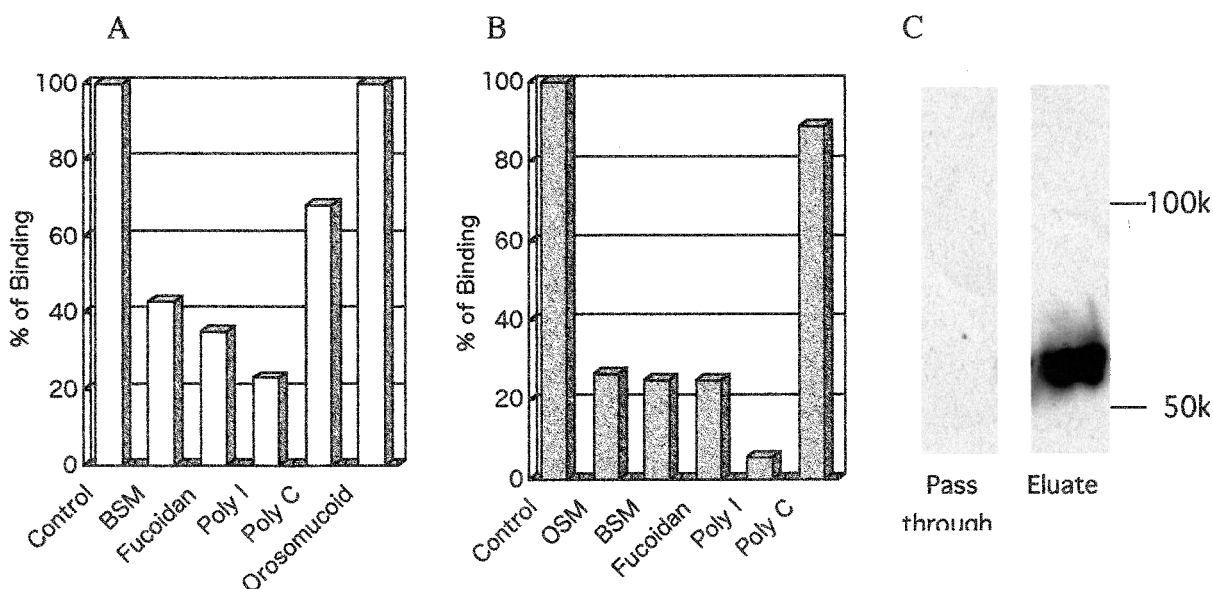 A
% of Binding
100
80
60
40
20
0
Control
BSM
Fucoidan
Poly I
Poly C
Orosomucoid
B
% of Binding
100
80
60
40
20
0
Control
OSM
BSM
Fucoidan
Poly I
Poly C
C
100k
50k
Pass
through
Eluate